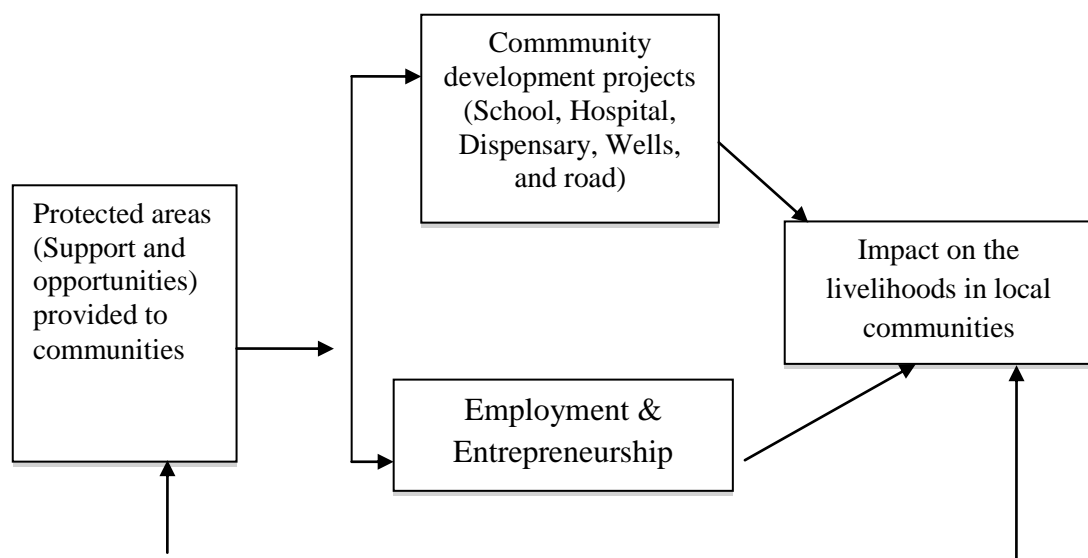 Commmunity
development projects
(School, Hospital,
Dispensary, Wells,
and road)
Protected areas
(Support and
opportunities)
provided to
communities
Impact on the
livelihoods in local
communities
Employment &
Entrepreneurship